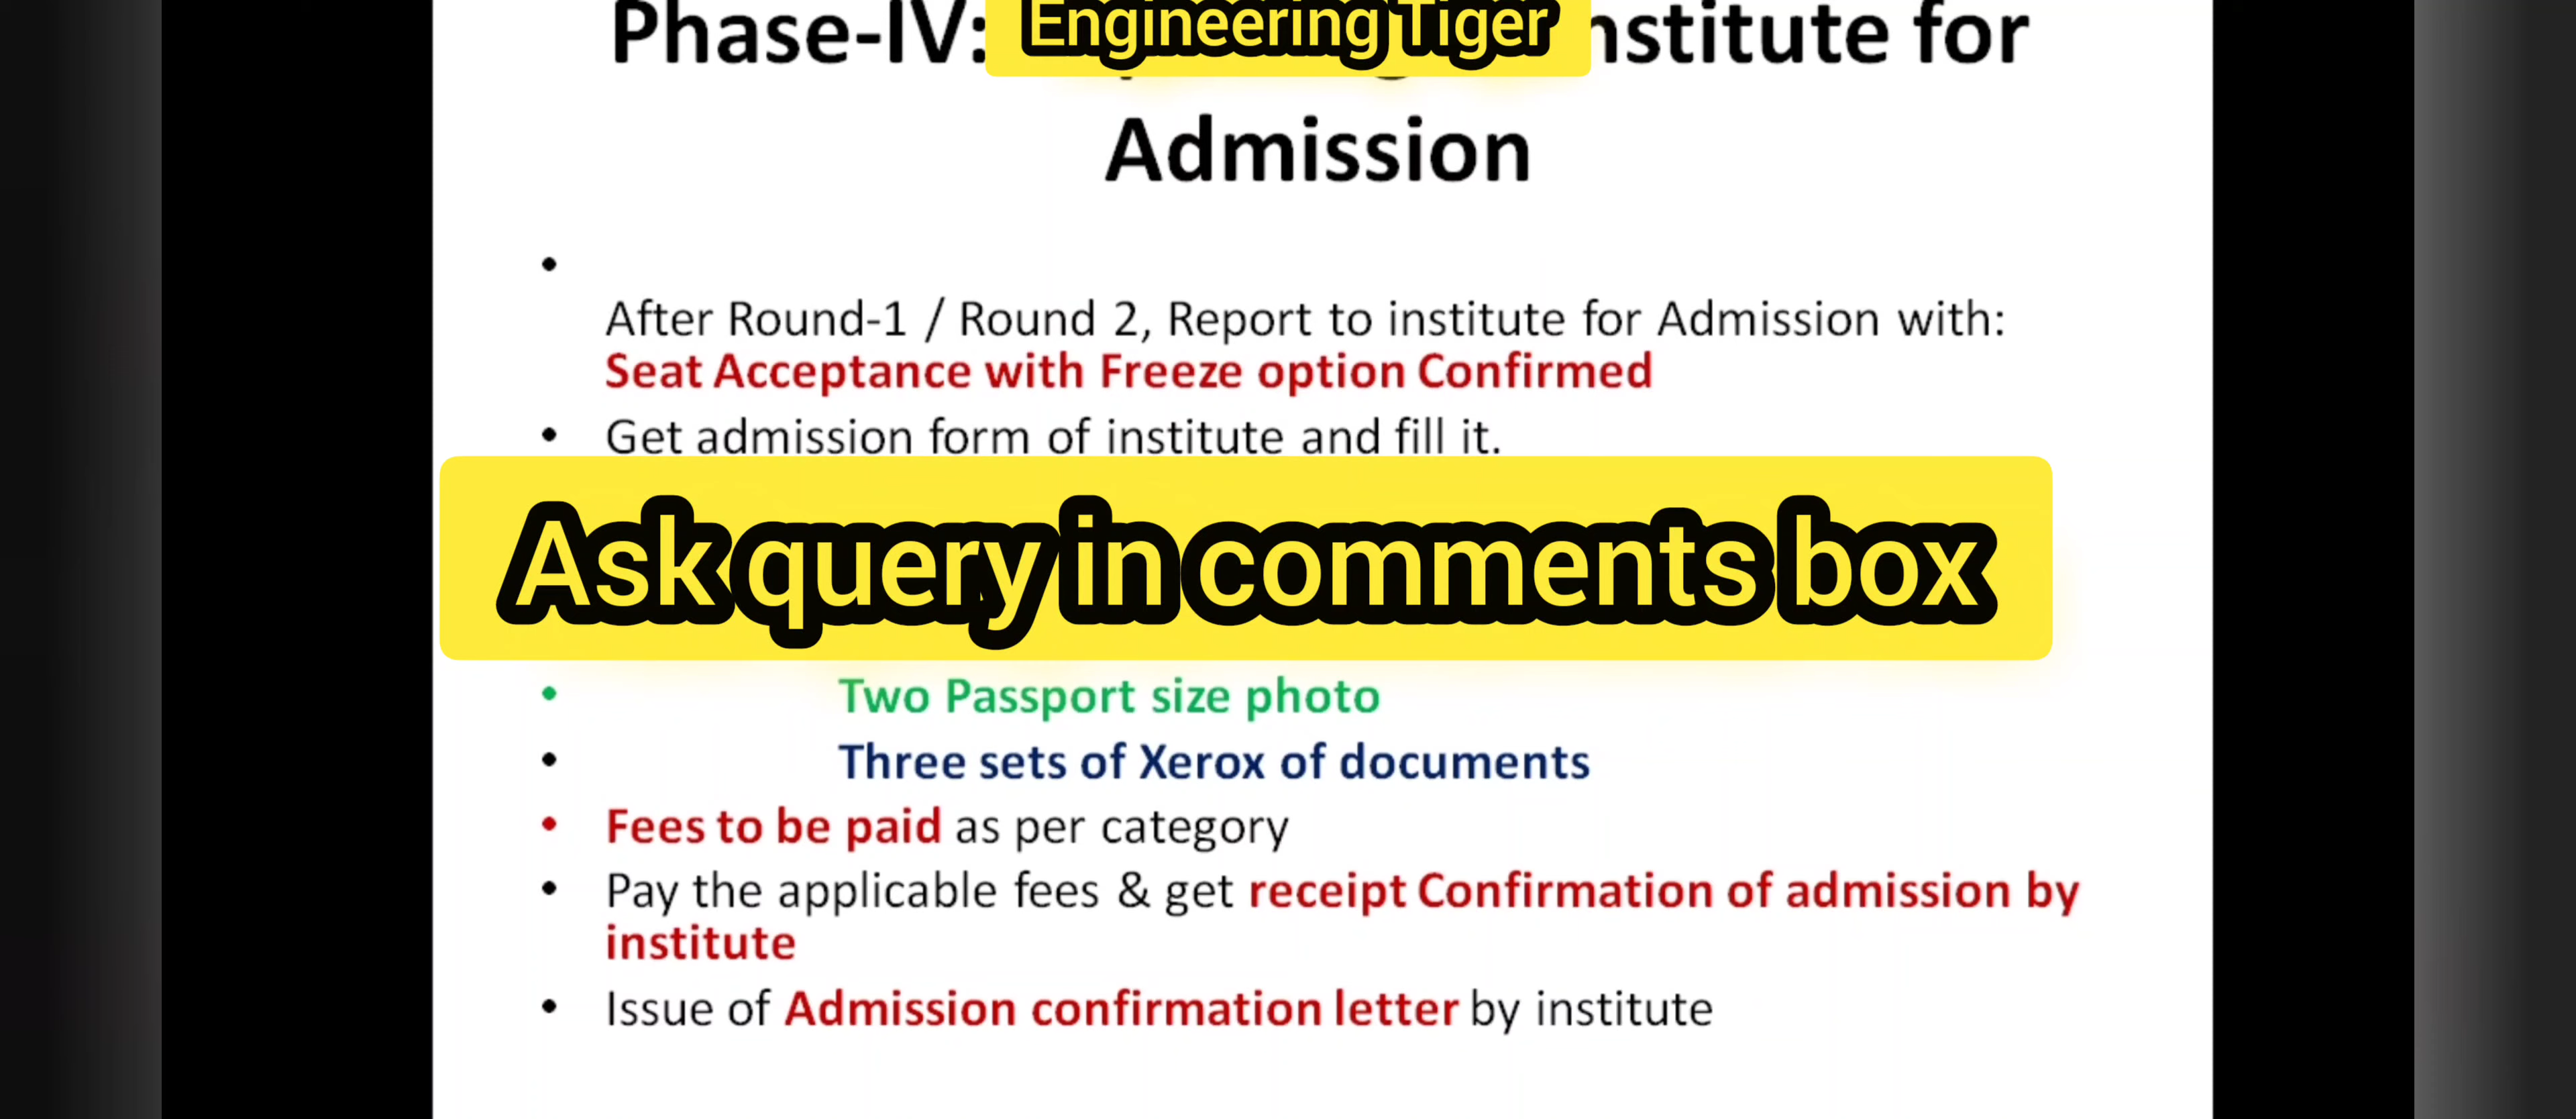 Phase-IV: Engineering Tiger nstitute for
Admission
•
After Round-1 / Round 2, Report to institute for Admission with:
Seat Acceptance with Freeze option Confirmed
• Get admission form of institute and fill it.
Ask query in comments box
• Two Passport size photo
• Three sets of Xerox of documents
• Fees to be paid as per category
• Pay the applicable fees & get receipt Confirmation of admission by
institute
• Issue of Admission confirmation letter by institute